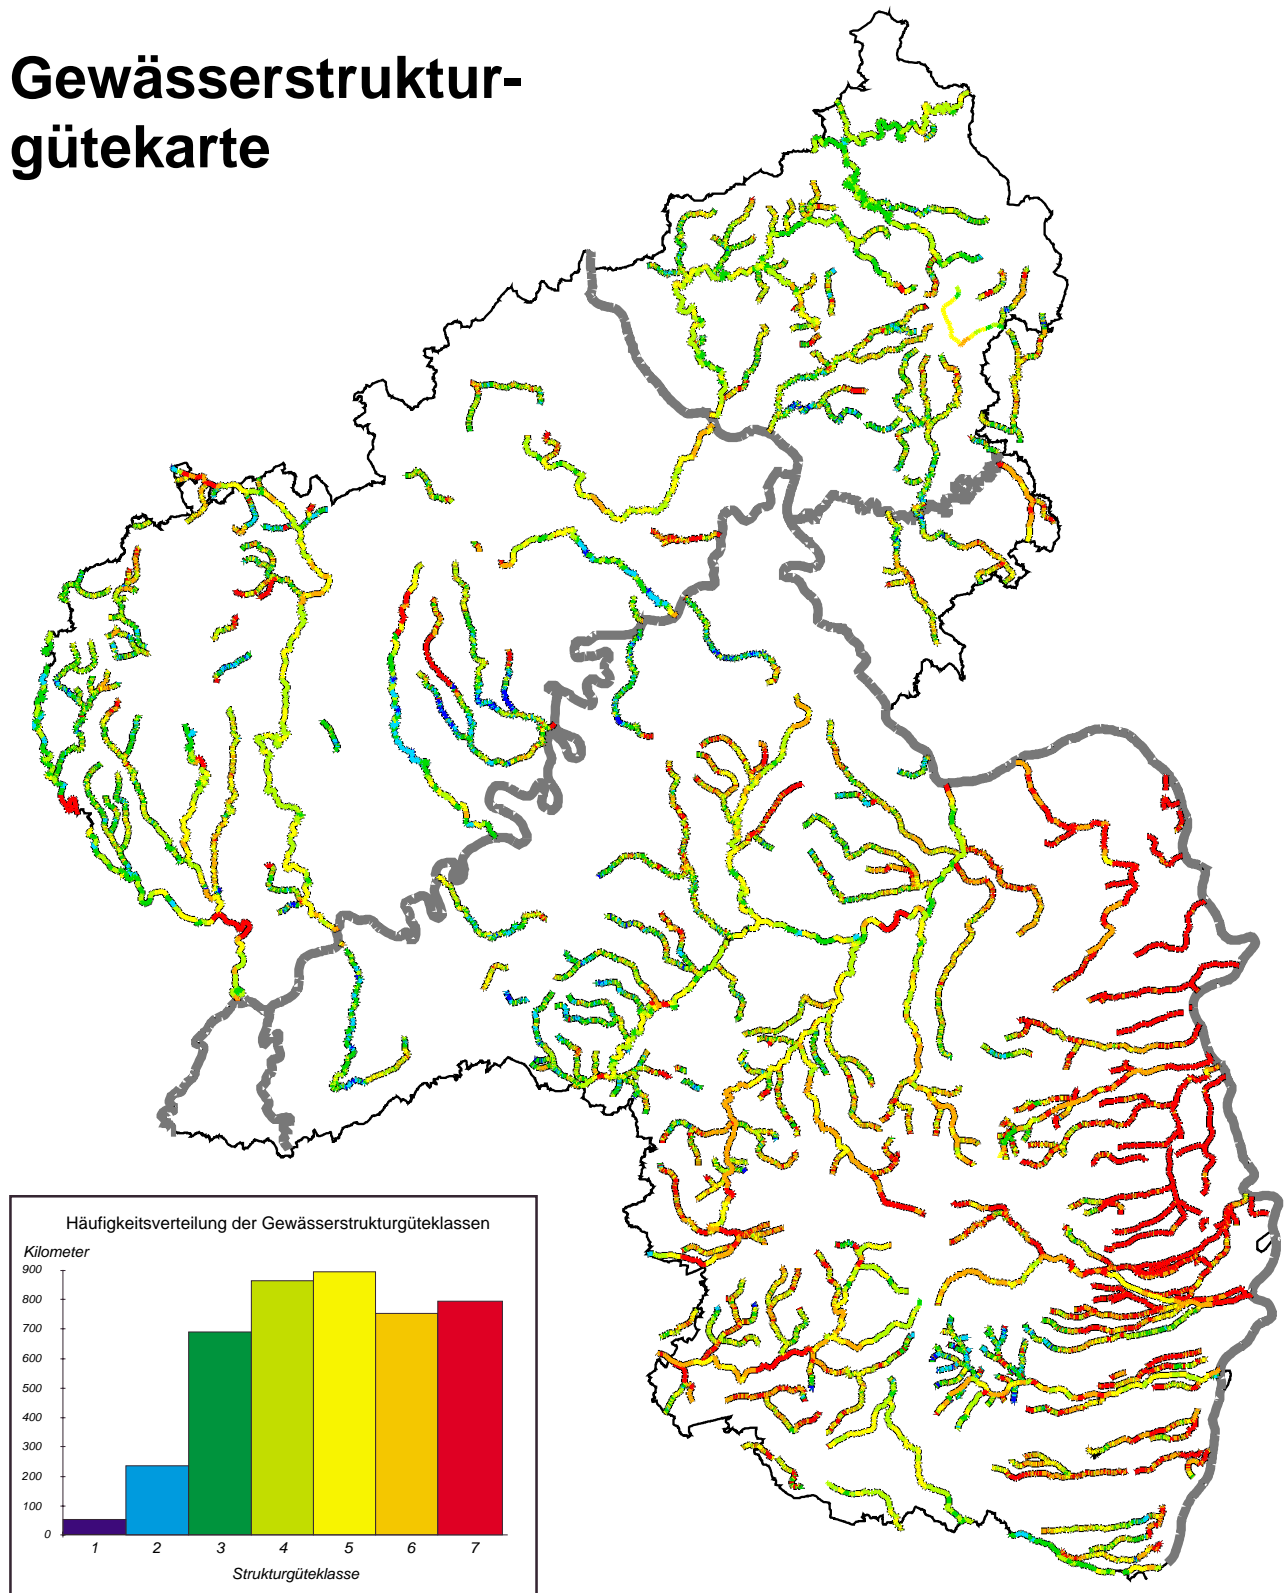 Gewässerstruktur-
gütekarte
Häufigkeitsverteilung der Gewässerstrukturgüteklassen
Kilometer
900
800
700
600
500
400
300
200
100
0
1 2 3 4 5 6 7
Strukturgüteklasse